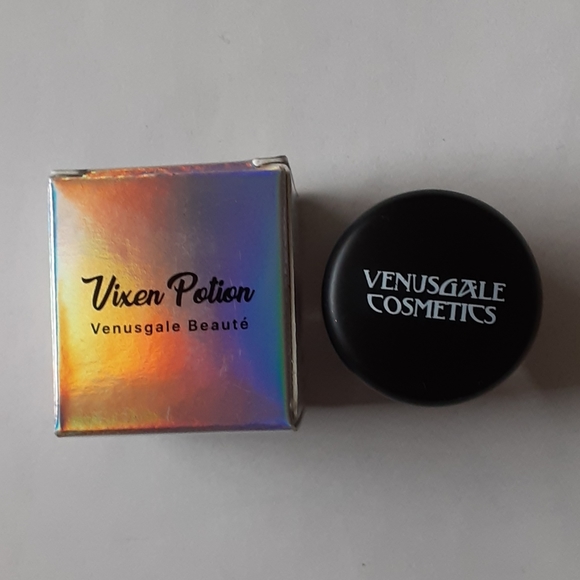 Vixen Potion
Venusgale Beauté
VENUSGALE
COSMETICS